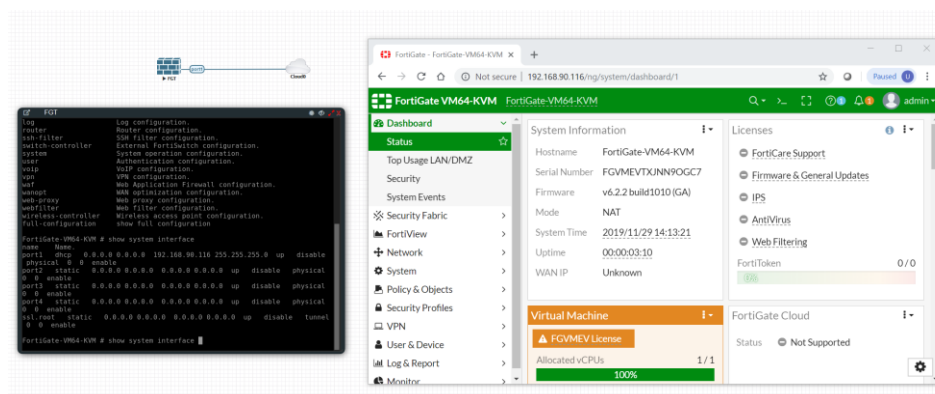 port1
FGT
Cloud0
FGT
log Log configuration.
router Router configuration.
ssh-filter SSH filter configuration.
switch-controller External FortiSwitch configuration.
system System operation configuration.
user Authentication configuration.
voip VoIP configuration.
vpn VPN configuration.
waf Web Application Firewall configuration.
wanopt WAN optimization configuration.
web-proxy Web proxy configuration.
webfilter Web filter configuration.
wireless-controller Wireless access point configuration.
full-configuration show full configuration
FortiGate-VM64-KVM # show system interface
name Name.
port1 dhcp 0.0.0.0 0.0.0.0 192.168.90.116 255.255.255.0 up disable
physical 0 0 enable
port2 static 0.0.0.0 0.0.0.0 0.0.0.0 0.0.0.0 up disable physical
0 0 enable
port3 static 0.0.0.0 0.0.0.0 0.0.0.0 0.0.0.0 up disable physical
0 0 enable
port4 static 0.0.0.0 0.0.0.0 0.0.0.0 0.0.0.0 up disable physical
0 0 enable
ssl.root static 0.0.0.0 0.0.0.0 0.0.0.0 0.0.0.0 up disable tunnel
0 0 enable
FortiGate-VM64-KVM # show system interface
FortiGate - FortiGate-VM64-KVM
Not secure | 192.168.90.116/ng/system/dashboard/1
Paused U
FortiGate VM64-KVM FortiGate-VM64-KVM
admin
Dashboard
Status
Top Usage LAN/DMZ
Security
System Events
Security Fabric
FortiView
Network
System
Policy & Objects
Security Profiles
VPN
User & Device
Log & Report
Monitor
System Information
Hostname FortiGate-VM64-KVM
Serial Number FGVMEVTXJNN9OGC7
Firmware v6.2.2 build1010 (GA)
Mode NAT
System Time 2019/11/29 14:13:21
Uptime 00:00:03:10
WAN IP Unknown
Licenses
FortiCare Support
Firmware & General Updates
IPS
AntiVirus
Web Filtering
FortiToken 0/0
0%
Virtual Machine
FGVMEV License
Allocated vCPUs 1/1
100%
FortiGate Cloud
Status Not Supported